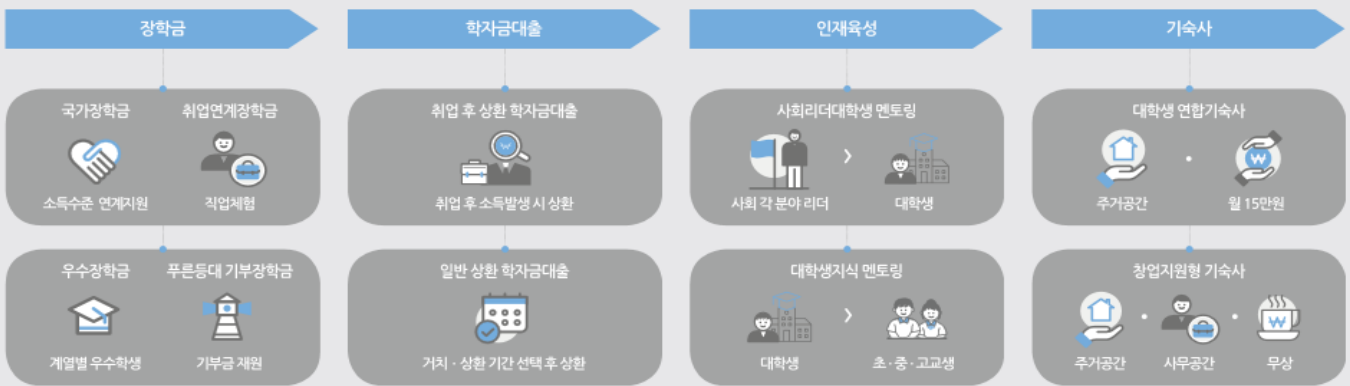 장학금
국가장학금 취업연계장학금
소득수준 연계지원 직업체험
우수장학금 푸른등대 기부장학금
계열별 우수학생 기부금 재원
학자금대출
취업 후 상환 학자금대출
취업 후 소득발생 시 상환
일반 상환 학자금대출
거치 · 상환 기간 선택 후 상환
인재육성
사회리더대학생 멘토링
사회 각 분야 리더 대학생
대학생지식 멘토링
대학생 초 · 중 · 고교생
기숙사
대학생 연합기숙사
주거공간 월 15만원
창업지원형 기숙사
주거공간 사무공간 무상